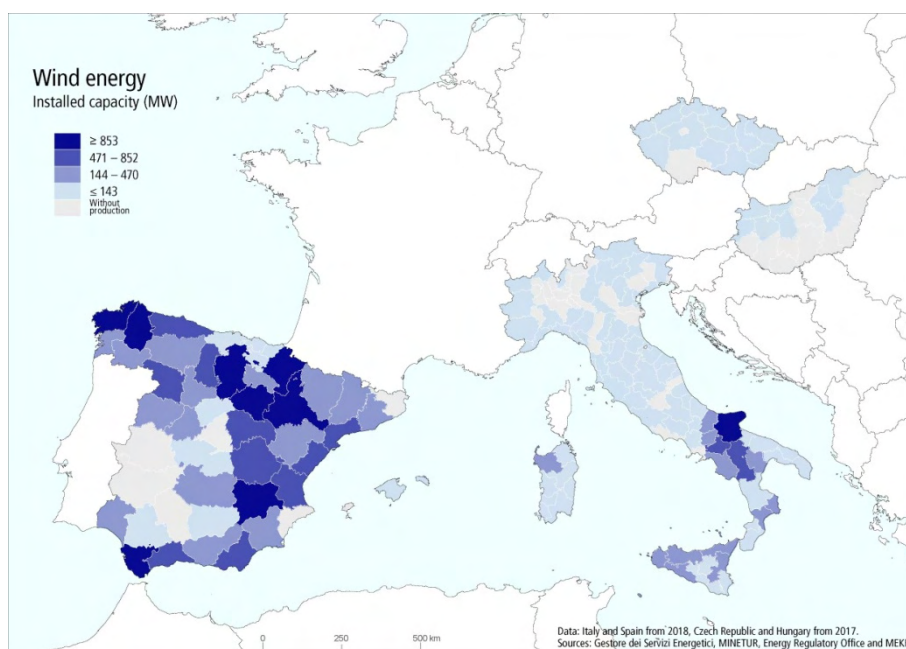 Wind energy
Installed capacity (MW)
≥ 853
471 – 852
144 – 470
≤ 143
Without
production
0 250 500 km
Data: Italy and Spain from 2018, Czech Republic and Hungary from 2017.
Sources: Gestore dei Servizi Energetici, MINETUR, Energy Regulatory Office and MEKH